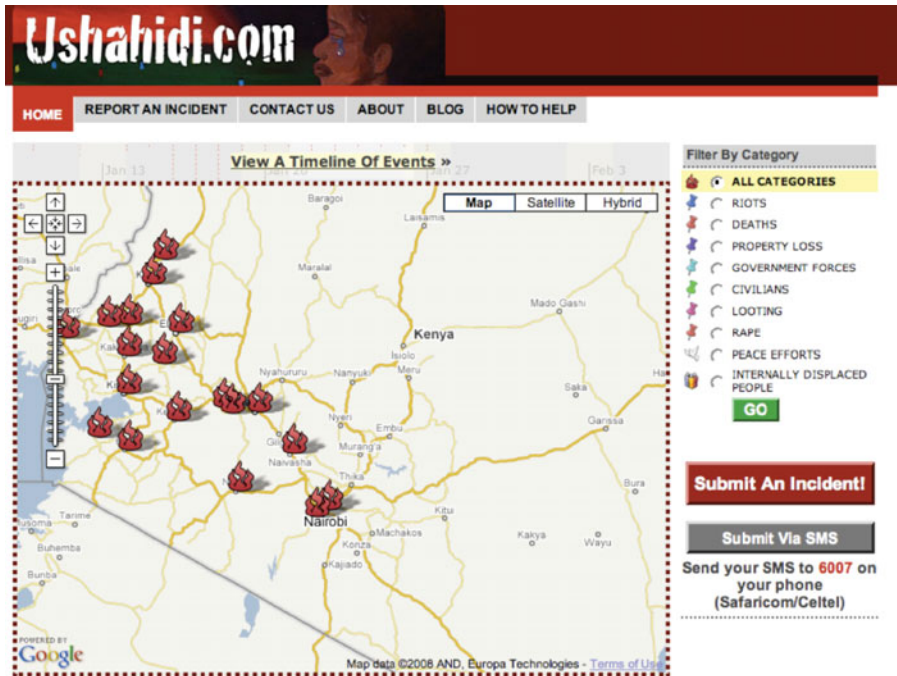 Ushahidi.com
HOME REPORT AN INCIDENT CONTACT US ABOUT BLOG HOW TO HELP
View A Timeline Of Events »
Jan 13 Jan 27 Feb 3
Filter By Category
ALL CATEGORIES
RIOTS
DEATHS
PROPERTY LOSS
GOVERNMENT FORCES
CIVILIANS
LOOTING
RAPE
PEACE EFFORTS
INTERNALLY DISPLACED
PEOPLE
GO
Submit An Incident!
Submit Via SMS
Send your SMS to 6007 on
your phone
(Safaricom/Celtel)
Map Satellite Hybrid
Baragoi
Laisamis
Maralal
Mado Gashi
Kenya
Isiolo
Nyahururu Nanyuki Meru
Saka
Nyeri
Embu
Garissa
Murang'a
Naivasha
Thika
Bura
Kitu
Nairobi
Tarime
Machakos
Kakya
Wayu
Buhemba
Konza
Kajiado
Bunba
POWERED BY
Google
Map data ©2008 AND, Europa Technologies - Terms of Use